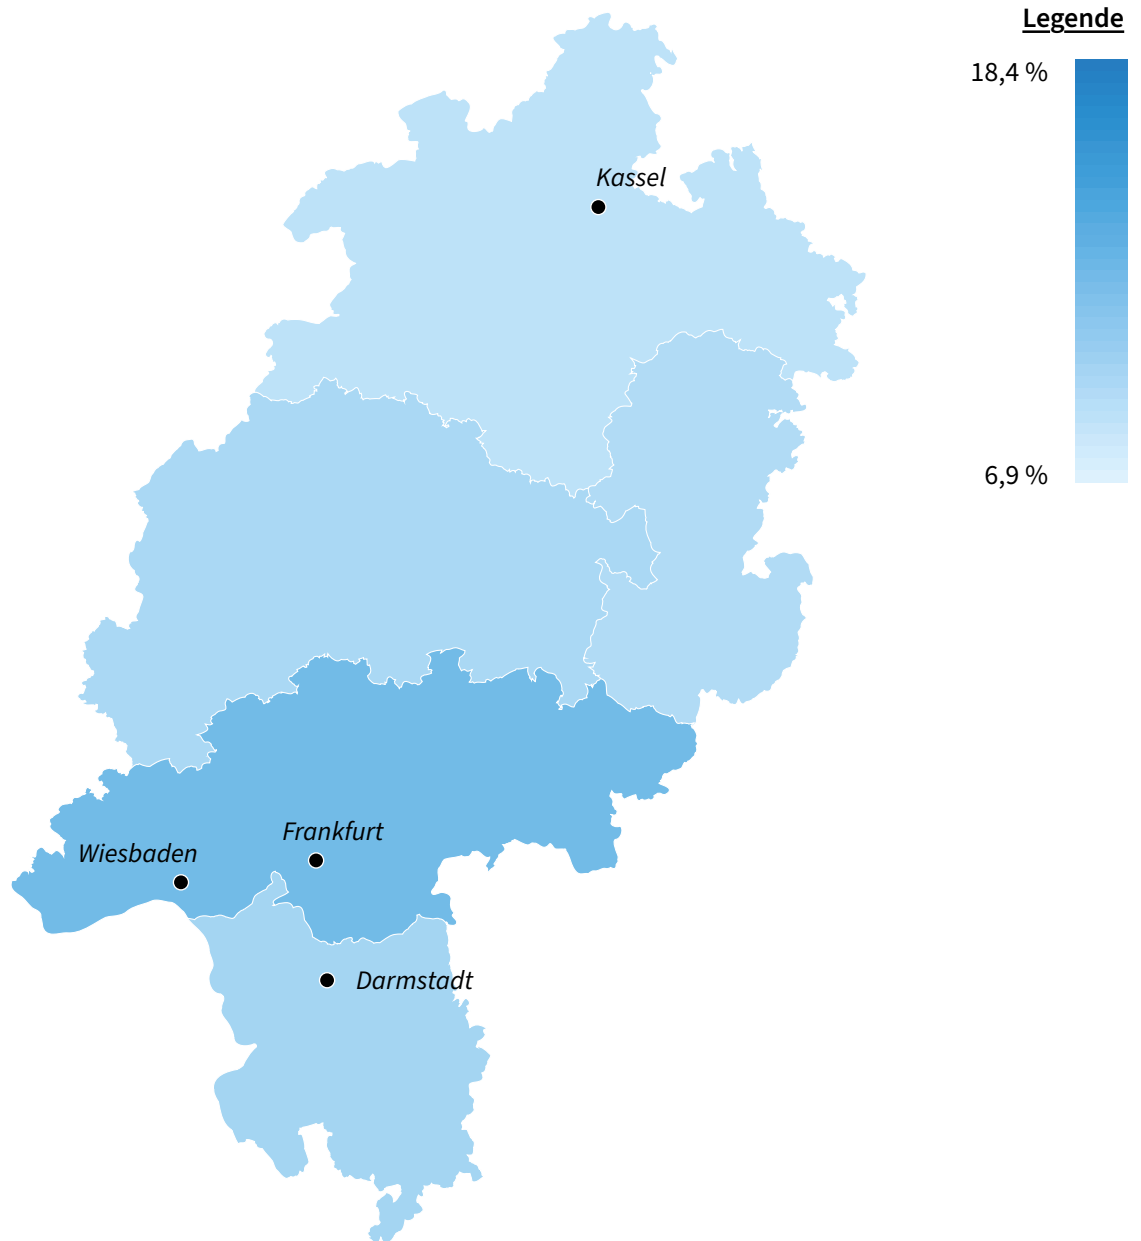 Legende
18,4 %
6,9 %
Kassel
Frankfurt
Wiesbaden
Darmstadt